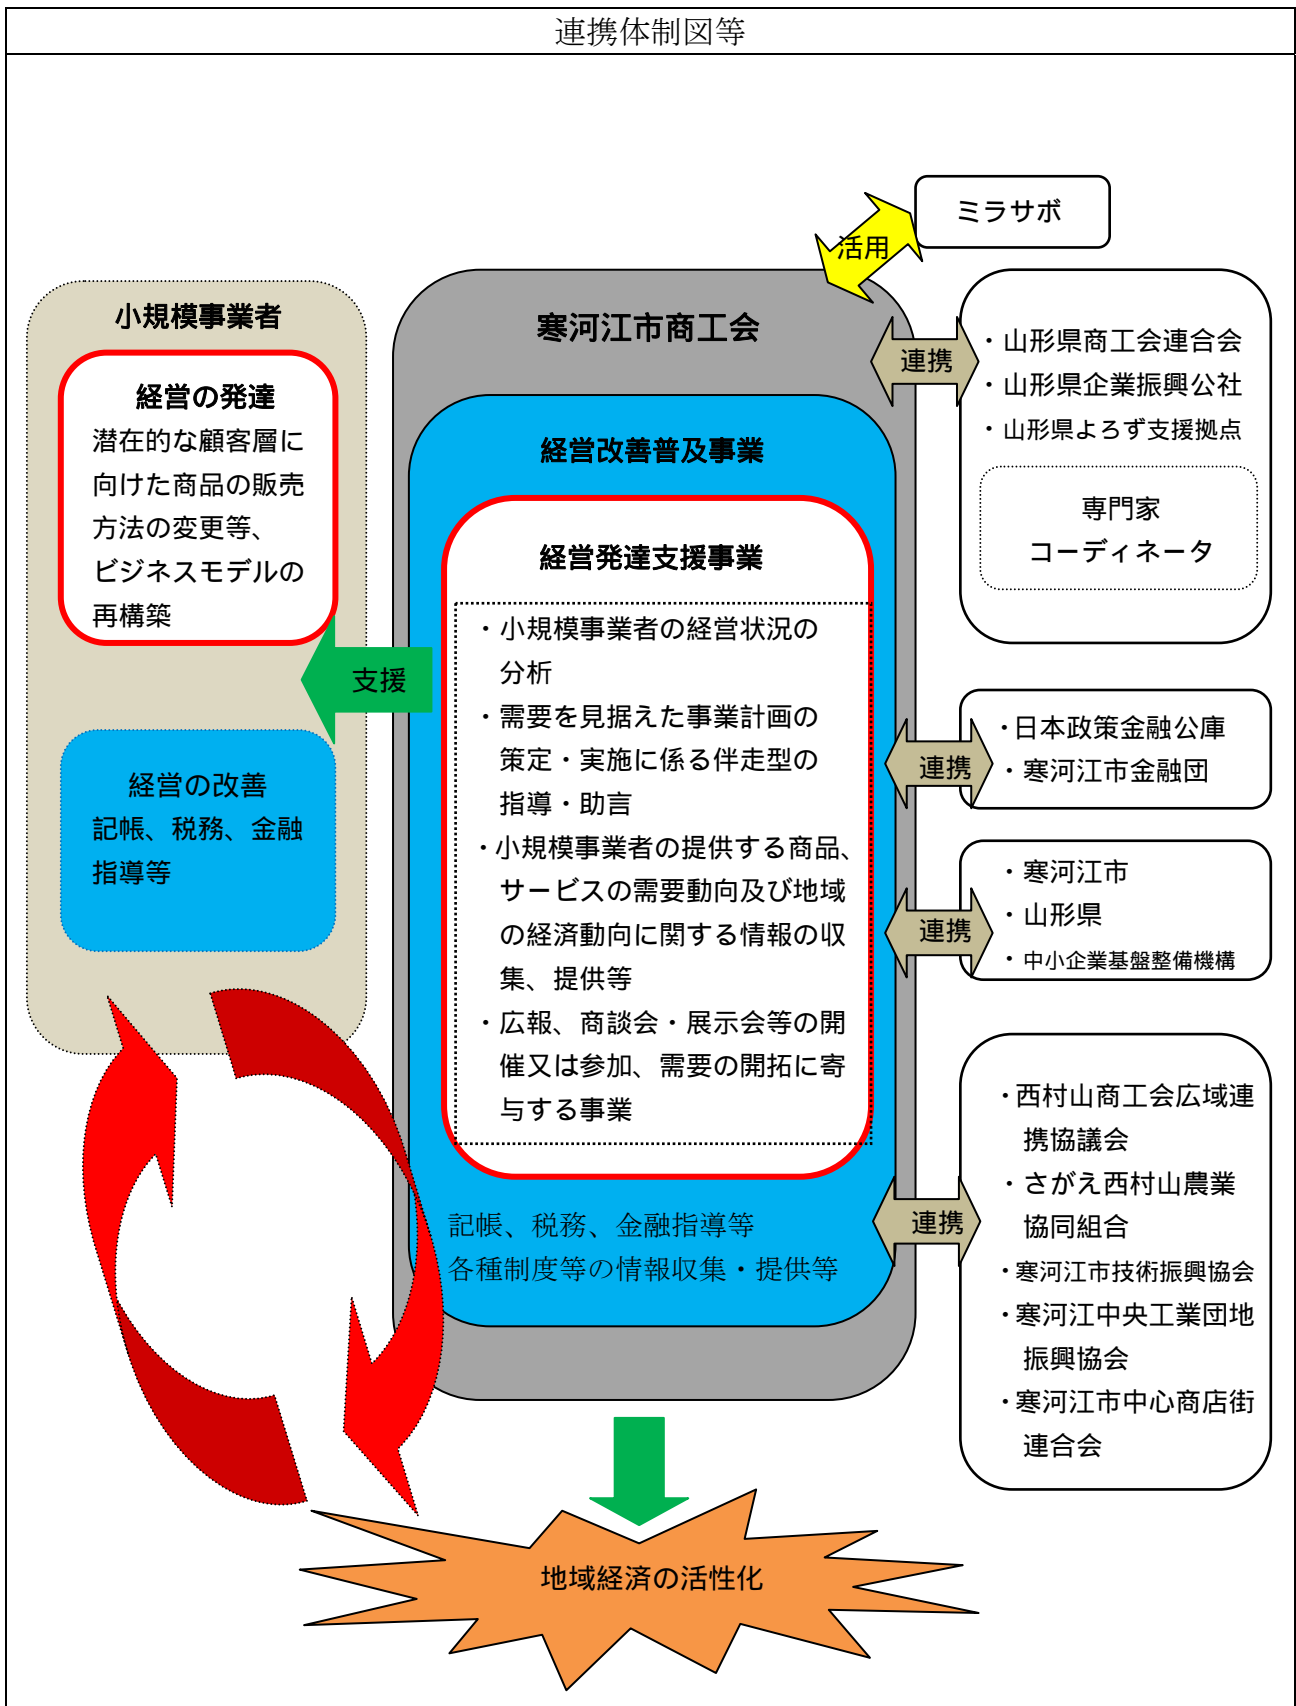 連携体制図等
ミラサポ
活用
小規模事業者
経営の発達
潜在的な顧客層に
向けた商品の販売
方法の変更等、
ビジネスモデルの
再構築
支援
経営の改善
記帳、税務、金融
指導等
寒河江市商工会
経営改善普及事業
経営発達支援事業
・小規模事業者の経営状況の
分析
・需要を見据えた事業計画の
策定・実施に係る伴走型の
指導・助言
・小規模事業者の提供する商品、
サービスの需要動向及び地域
の経済動向に関する情報の収
集、提供等
・広報、商談会・展示会等の開
催又は参加、需要の開拓に寄
与する事業
記帳、税務、金融指導等
各種制度等の情報収集・提供等
連携
・山形県商工会連合会
・山形県企業振興公社
・山形県よろず支援拠点
専門家
コーディネータ
連携
・日本政策金融公庫
・寒河江市金融団
連携
・寒河江市
・山形県
・中小企業基盤整備機構
連携
・西村山商工会広域連
携協議会
・さがえ西村山農業
協同組合
・寒河江市技術振興協会
・寒河江中央工業団地
振興協会
・寒河江市中心商店街
連合会
地域経済の活性化